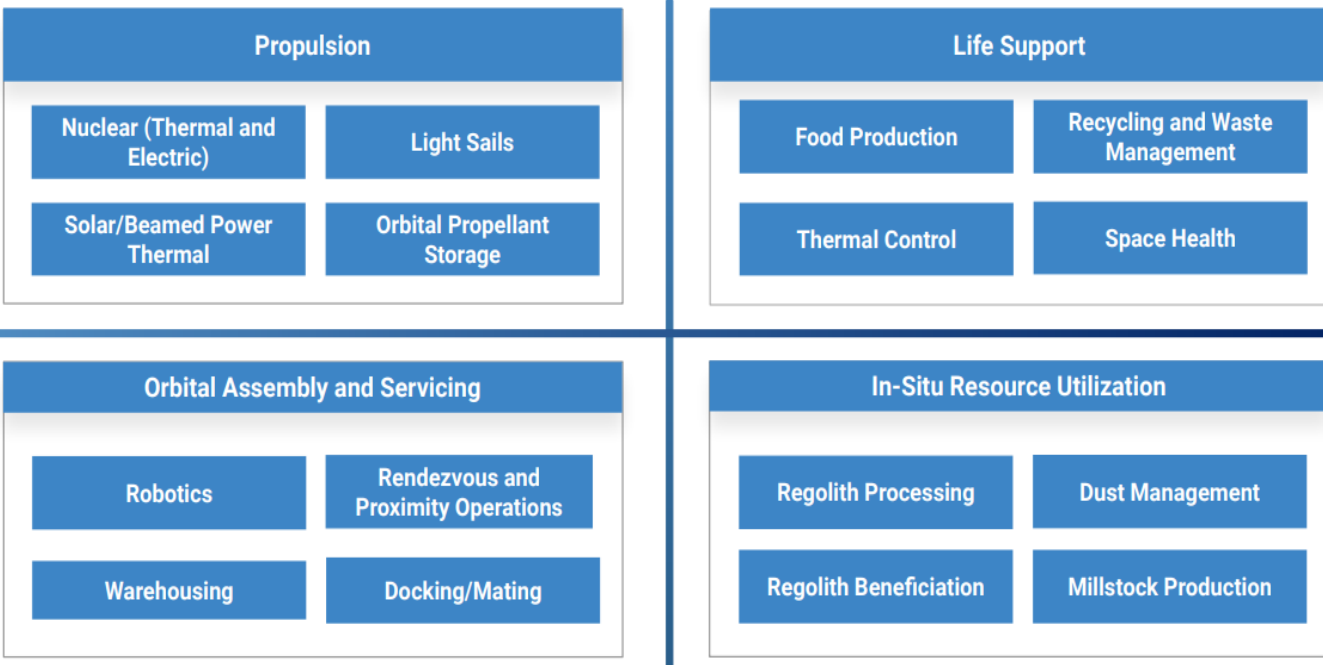 Propulsion
Nuclear (Thermal and
Electric)
Light Sails
Solar/Beamed Power
Thermal
Orbital Propellant
Storage
Life Support
Food Production
Recycling and Waste
Management
Thermal Control
Space Health
Orbital Assembly and Servicing
Robotics
Rendezvous and
Proximity Operations
Warehousing
Docking/Mating
In-Situ Resource Utilization
Regolith Processing
Dust Management
Regolith Beneficiation
Millstock Production